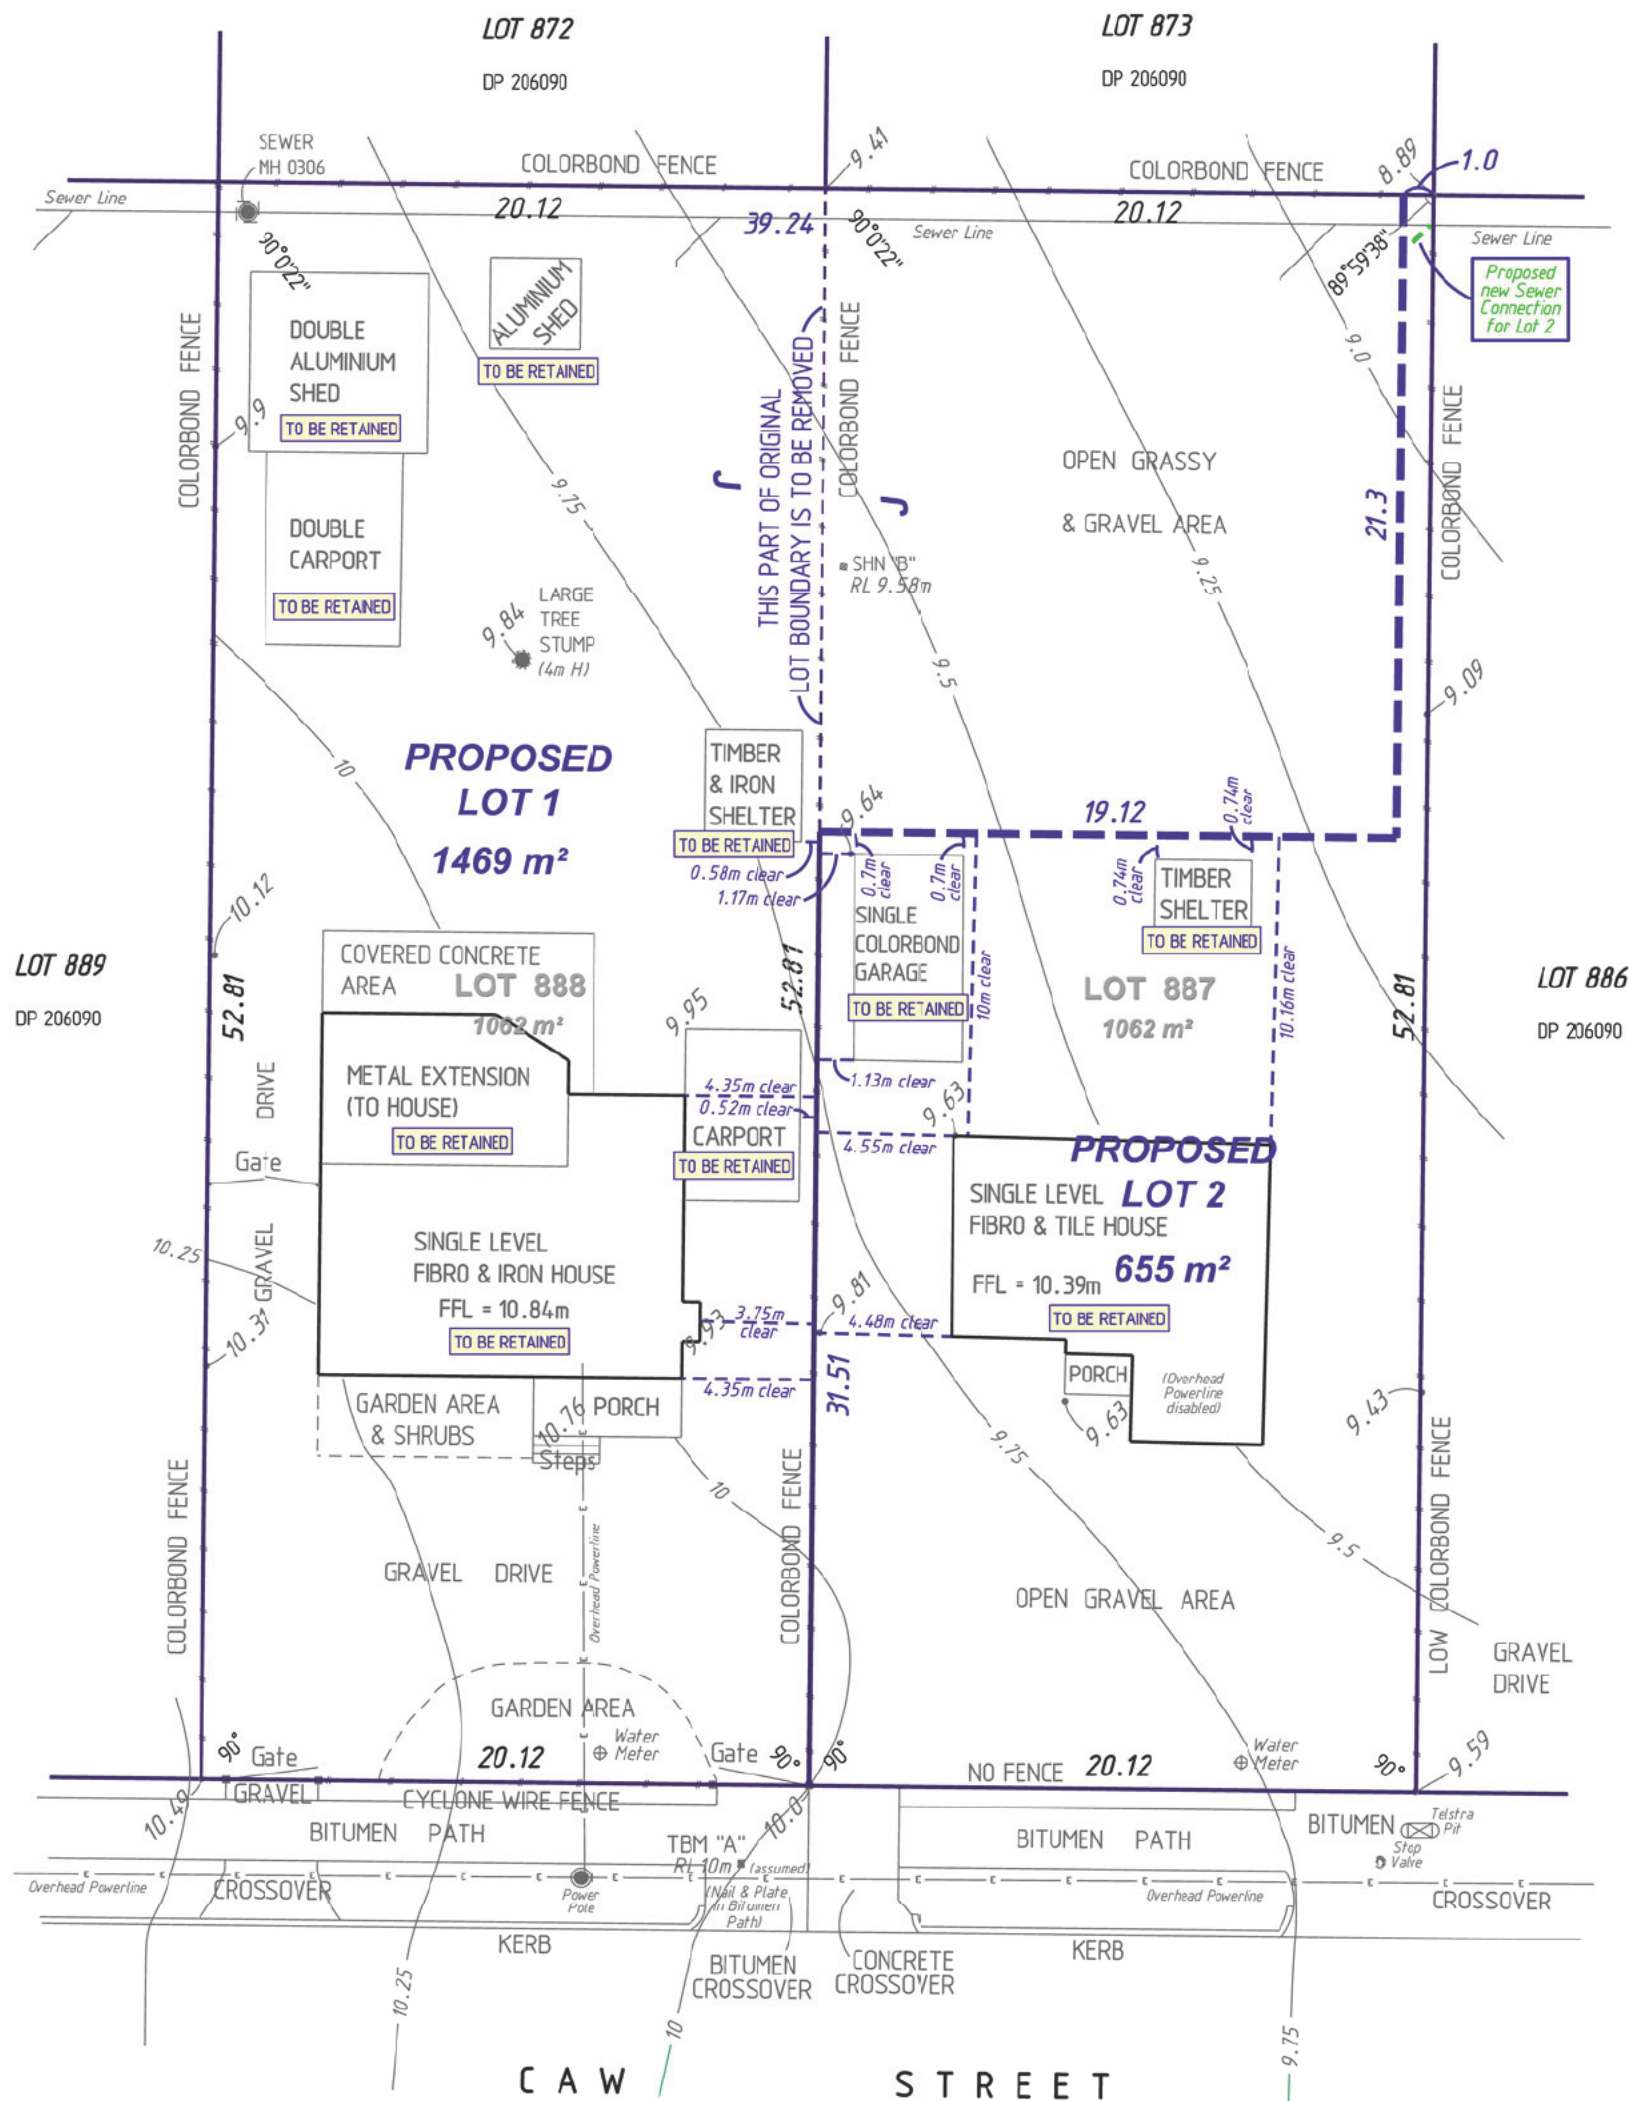 LOT 872
DP 206090
LOT 873
DP 206090
SEWER
MH 0306
COLORBOND FENCE
9.41
COLORBOND FENCE
8.89
1.0
Sewer Line
20.12
39.24
90°0'22"
90°0'22"
Sewer Line
20.12
89°59'38"
Sewer Line
Proposed
new Sewer
Connection
for Lot 2
DOUBLE
ALUMINIUM
SHED
TO BE RETAINED
ALUMINIUM
SHED
TO BE RETAINED
COLORBOND FENCE
9.9
THIS PART OF ORIGINAL
LOT BOUNDARY IS TO BE REMOVED
COLORBOND FENCE
9.0
COLORBOND FENCE
OPEN GRASSY
& GRAVEL AREA
21.3
9.75
DOUBLE
CARPORT
TO BE RETAINED
SHN "B"
RL 9.58m
9.25
LARGE
TREE
STUMP
(4m H)
9.84
9.5
9.09
10
PROPOSED
LOT 1
1469 m²
TIMBER
& IRON
SHELTER
TO BE RETAINED
9.64
0.58m clear
1.17m clear
19.12
0.7m
clear
0.7m
clear
0.74m
clear
0.74m
clear
TIMBER
SHELTER
TO BE RETAINED
10.12
SINGLE
COLORBOND
GARAGE
TO BE RETAINED
10m clear
10.16m clear
LOT 889
DP 206090
52.81
COVERED CONCRETE
AREA
LOT 888
1062 m²
9.95
52.81
LOT 887
1062 m²
52.81
LOT 886
DP 206090
DRIVE
GRAVEL
METAL EXTENSION
(TO HOUSE)
TO BE RETAINED
4.35m clear
0.52m clear
CARPORT
TO BE RETAINED
1.13m clear
9.63
4.55m clear
Gate
PROPOSED
LOT 2
655 m²
SINGLE LEVEL
FIBRO & TILE HOUSE
FFL = 10.39m
TO BE RETAINED
10.25
10.31
SINGLE LEVEL
FIBRO & IRON HOUSE
FFL = 10.84m
TO BE RETAINED
9.93
3.75m
clear
9.81
4.48m clear
4.35m clear
31.51
PORCH
(Overhead
Powerline
disabled)
9.63
9.43
GARDEN AREA
& SHRUBS
10.76
PORCH
Steps
10
9.75
9.5
COLORBOND FENCE
GRAVEL DRIVE
Overhead Powerline
COLORBOND FENCE
OPEN GRAVEL AREA
LOW COLORBOND FENCE
GRAVEL
DRIVE
GARDEN AREA
Water
Meter
90°
Gate
20.12
Gate
90°
90°
NO FENCE
20.12
Water
Meter
90°
9.59
10.49
GRAVEL
CYCLONE WIRE FENCE
10.0
BITUMEN PATH
TBM "A"
RL 10m (assumed)
(Nail & Plate
in Bitumen
Path)
BITUMEN PATH
BITUMEN
Telstra
Pit
Stop
Valve
Overhead Powerline
CROSSOVER
Power
Pole
Overhead Powerline
CROSSOVER
KERB
BITUMEN
CROSSOVER
CONCRETE
CROSSOVER
KERB
10.25
10
9.75
CAW STREET